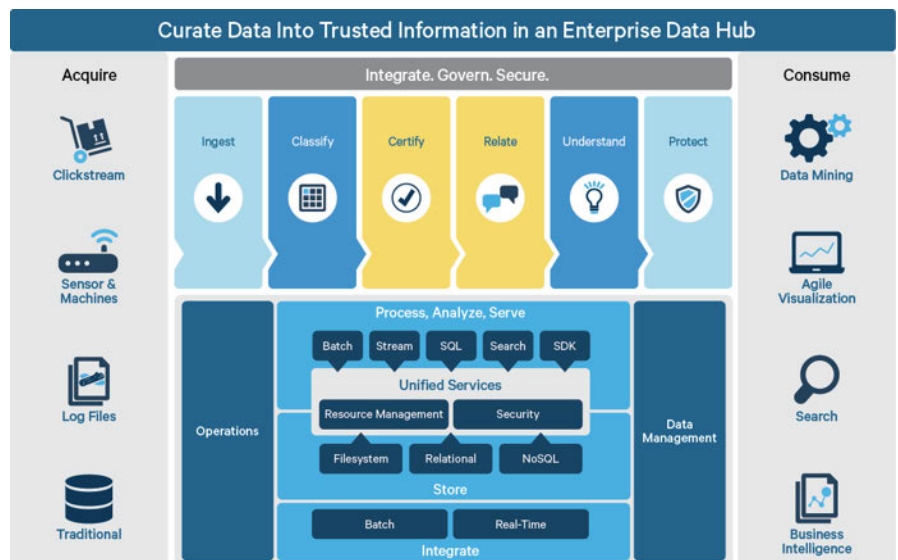 Curate Data Into Trusted Information in an Enterprise Data Hub
Acquire
Clickstream
Sensor &
Machines
Log Files
Traditional
Integrate. Govern. Secure.
Ingest
Classify
Certify
Relate
Understand
Protect
Operations
Process, Analyze, Serve
Batch
Stream
SQL
Search
SDK
Unified Services
Resource Management
Security
Filesystem
Relational
NoSQL
Store
Batch
Real-Time
Integrate
Data
Management
Consume
Data Mining
Agile
Visualization
Search
Business
Intelligence